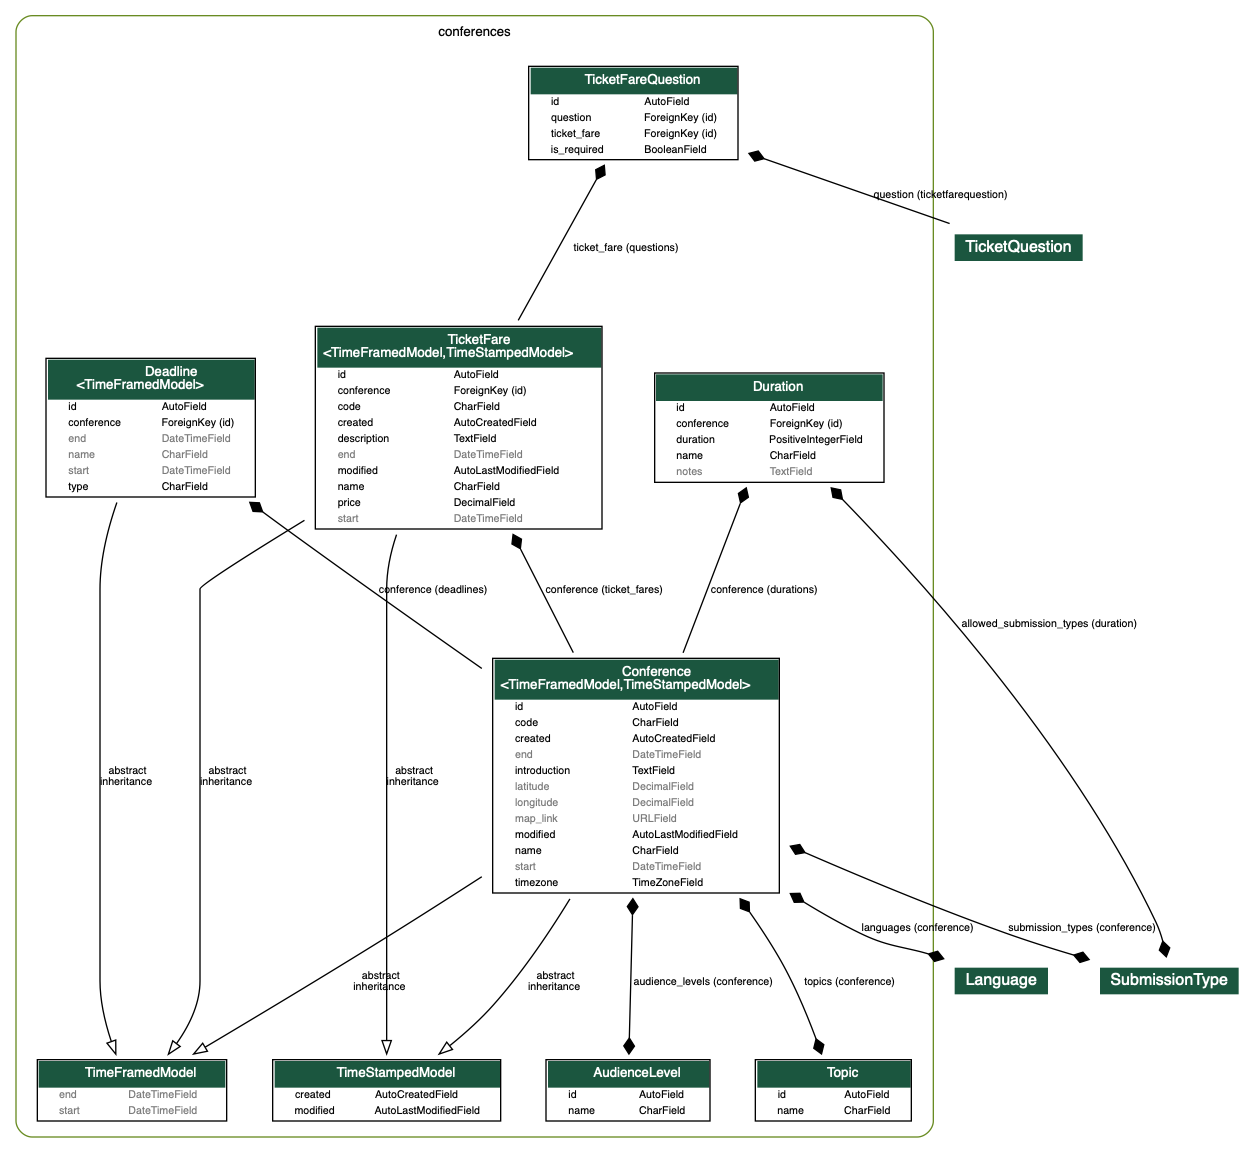 conferences
TicketFareQuestion
id AutoField
question ForeignKey (id)
ticket_fare ForeignKey (id)
is_required BooleanField
question (ticketfarequestion)
TicketQuestion
ticket_fare (questions)
TicketFare
<TimeFramedModel,TimeStampedModel>
id AutoField
conference ForeignKey (id)
code CharField
created AutoCreatedField
description TextField
end DateTimeField
modified AutoLastModifiedField
name CharField
price DecimalField
start DateTimeField
Deadline
<TimeFramedModel>
id AutoField
conference ForeignKey (id)
end DateTimeField
name CharField
start DateTimeField
type CharField
Duration
id AutoField
conference ForeignKey (id)
duration PositiveIntegerField
name CharField
notes TextField
conference (deadlines)
conference (ticket_fares)
conference (durations)
allowed_submission_types (duration)
Conference
<TimeFramedModel,TimeStampedModel>
id AutoField
code CharField
created AutoCreatedField
end DateTimeField
introduction TextField
latitude DecimalField
longitude DecimalField
map_link URLField
modified AutoLastModifiedField
name CharField
start DateTimeField
timezone TimeZoneField
abstract
inheritance
abstract
inheritance
abstract
inheritance
languages (conference)
submission_types (conference)
abstract
inheritance
abstract
inheritance
audience_levels (conference)
topics (conference)
Language
SubmissionType
TimeFramedModel
end DateTimeField
start DateTimeField
TimeStampedModel
created AutoCreatedField
modified AutoLastModifiedField
AudienceLevel
id AutoField
name CharField
Topic
id AutoField
name CharField